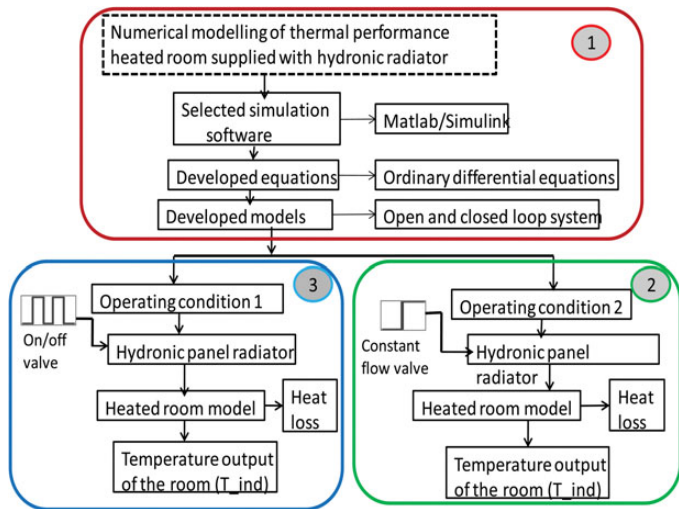 Numerical modelling of thermal performance
heated room supplied with hydronic radiator
1
Selected simulation
software
Matlab/Simulink
Developed equations
Ordinary differential equations
Developed models
Open and closed loop system
3
Operating condition 1
On/off
valve
Hydronic panel radiator
Heated room model
Heat
loss
Temperature output
of the room (T_ind)
2
Operating condition 2
Constant
flow valve
Hydronic panel
radiator
Heated room model
Heat
loss
Temperature output
of the room (T_ind)